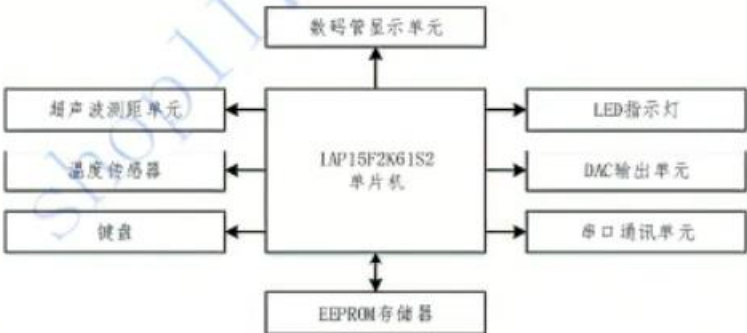 数码管显示单元
超声波测距单元
LED指示灯
IAP15F2K61S2
单片机
温度传感器
DAC输出单元
键盘
串口通讯单元
EEPROM存储器
shop111